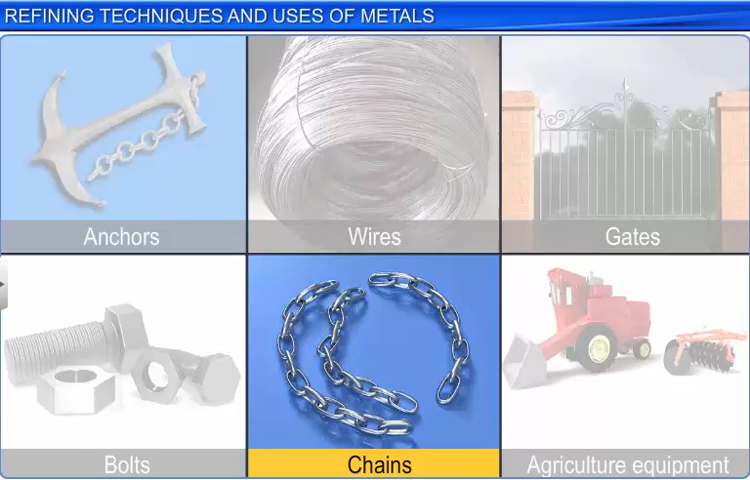 REFINING TECHNIQUES AND USES OF METALS
Anchors
Wires
Gates
Bolts
Chains
Agriculture equipment